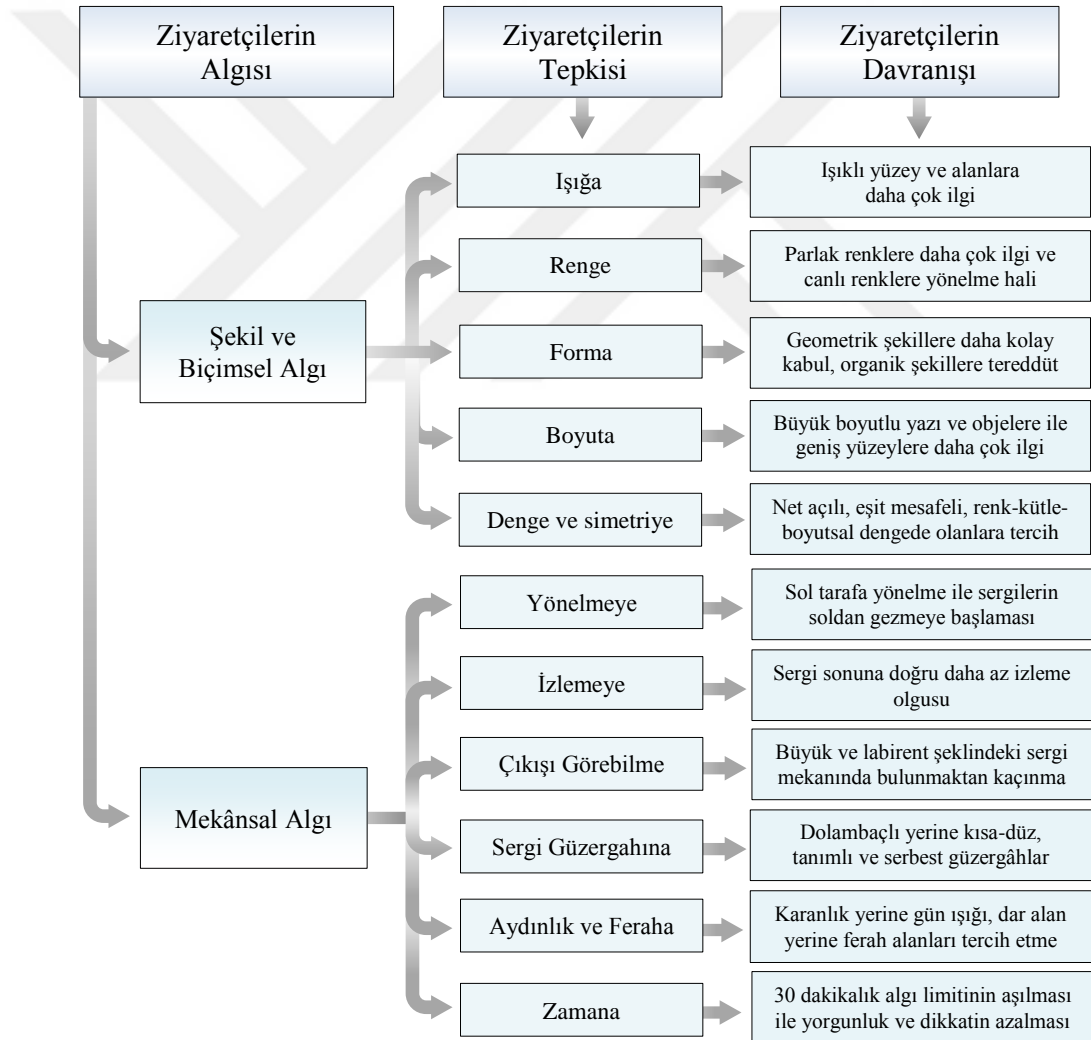 Ziyaretçilerin
Algısı
Ziyaretçilerin
Tepkisi
Ziyaretçilerin
Davranışı
Şekil ve
Biçimsel Algı
Işığa
Işıklı yüzey ve alanlara
daha çok ilgi
Renge
Parlak renklere daha çok ilgi ve
canlı renklere yönelme hali
Forma
Geometrik şekillere daha kolay
kabul, organik şekillere tereddüt
Boyuta
Büyük boyutlu yazı ve objelere ile
geniş yüzeylere daha çok ilgi
Denge ve simetriye
Net açılı, eşit mesafeli, renk-kütle-
boyutsal dengede olanlara tercih
Mekânsal Algı
Yönelmeye
Sol tarafa yönelme ile sergilerin
soldan gezmeye başlaması
İzlemeye
Sergi sonuna doğru daha az izleme
olgusu
Çıkışı Görebilme
Büyük ve labirent şeklindeki sergi
mekanında bulunmaktan kaçınma
Sergi Güzergahına
Dolambaçlı yerine kısa-düz,
tanımlı ve serbest güzergâhlar
Aydınlık ve Feraha
Karanlık yerine gün ışığı, dar alan
yerine ferah alanları tercih etme
Zamana
30 dakikalık algı limitinin aşılması
ile yorgunluk ve dikkatin azalması